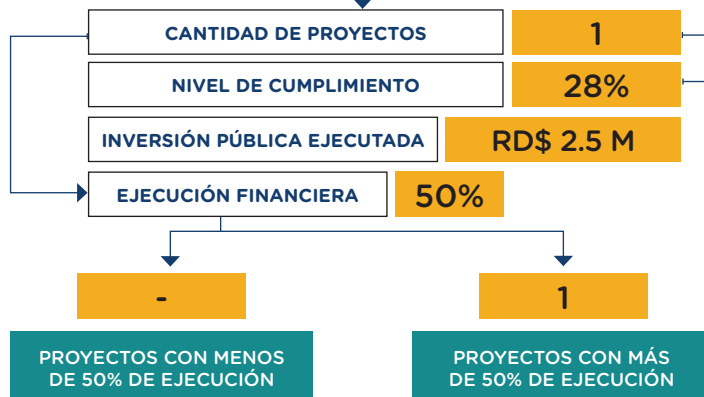 CANTIDAD DE PROYECTOS 1
NIVEL DE CUMPLIMIENTO 28%
INVERSIÓN PÚBLICA EJECUTADA RD$ 2.5 M
EJECUCIÓN FINANCIERA 50%
- 1
PROYECTOS CON MENOS
DE 50% DE EJECUCIÓN
PROYECTOS CON MÁS
DE 50% DE EJECUCIÓN